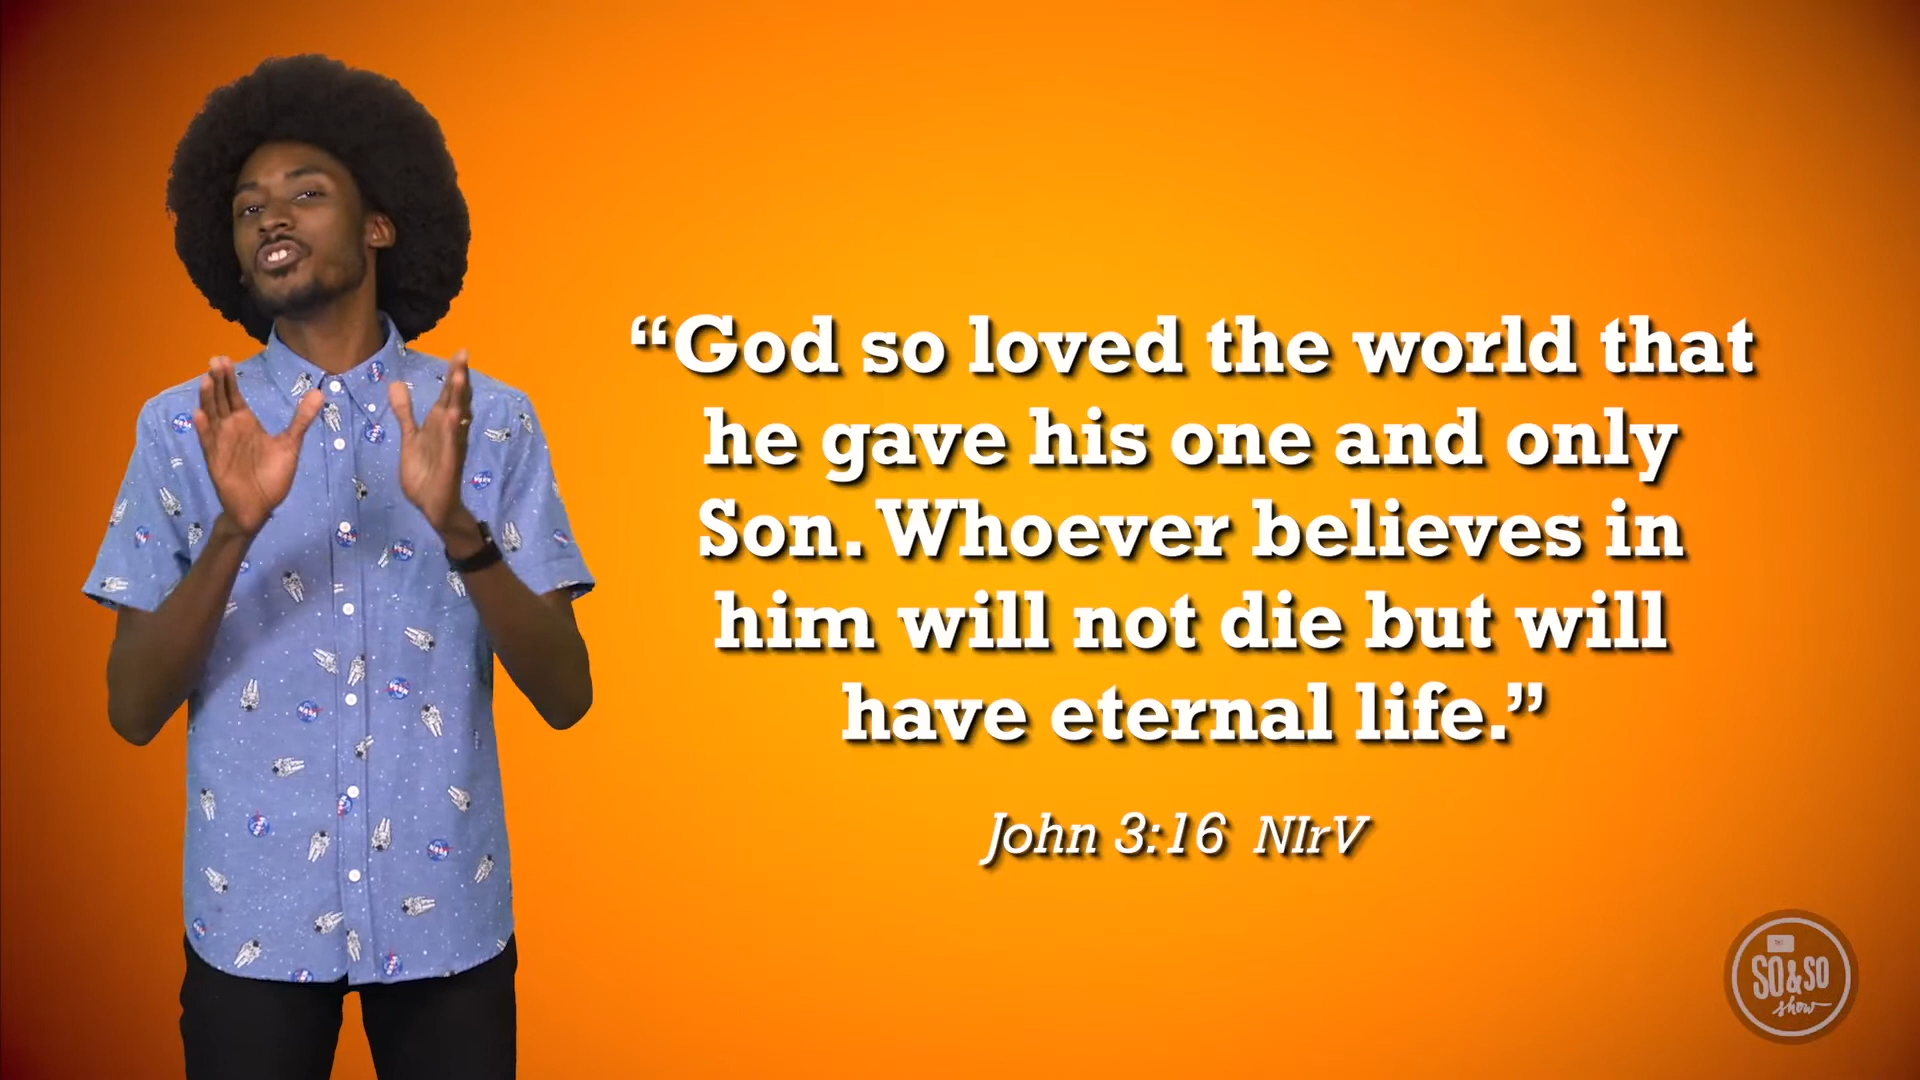 “God so loved the world that
he gave his one and only
Son. Whoever believes in
him will not die but will
have eternal life.”
John 3:16 NIrV
SO & SO
show
NASA